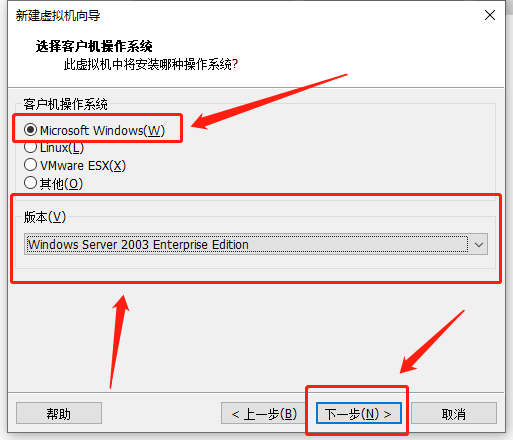 新建虚拟机向导
选择客户机操作系统
此虚拟机中将安装哪种操作系统?
客户机操作系统
Microsoft Windows(W)
Linux(L)
VMware ESX(X)
其他(O)
版本(V)
Windows Server 2003 Enterprise Edition
帮助 < 上一步(B) 下一步(N) > 取消